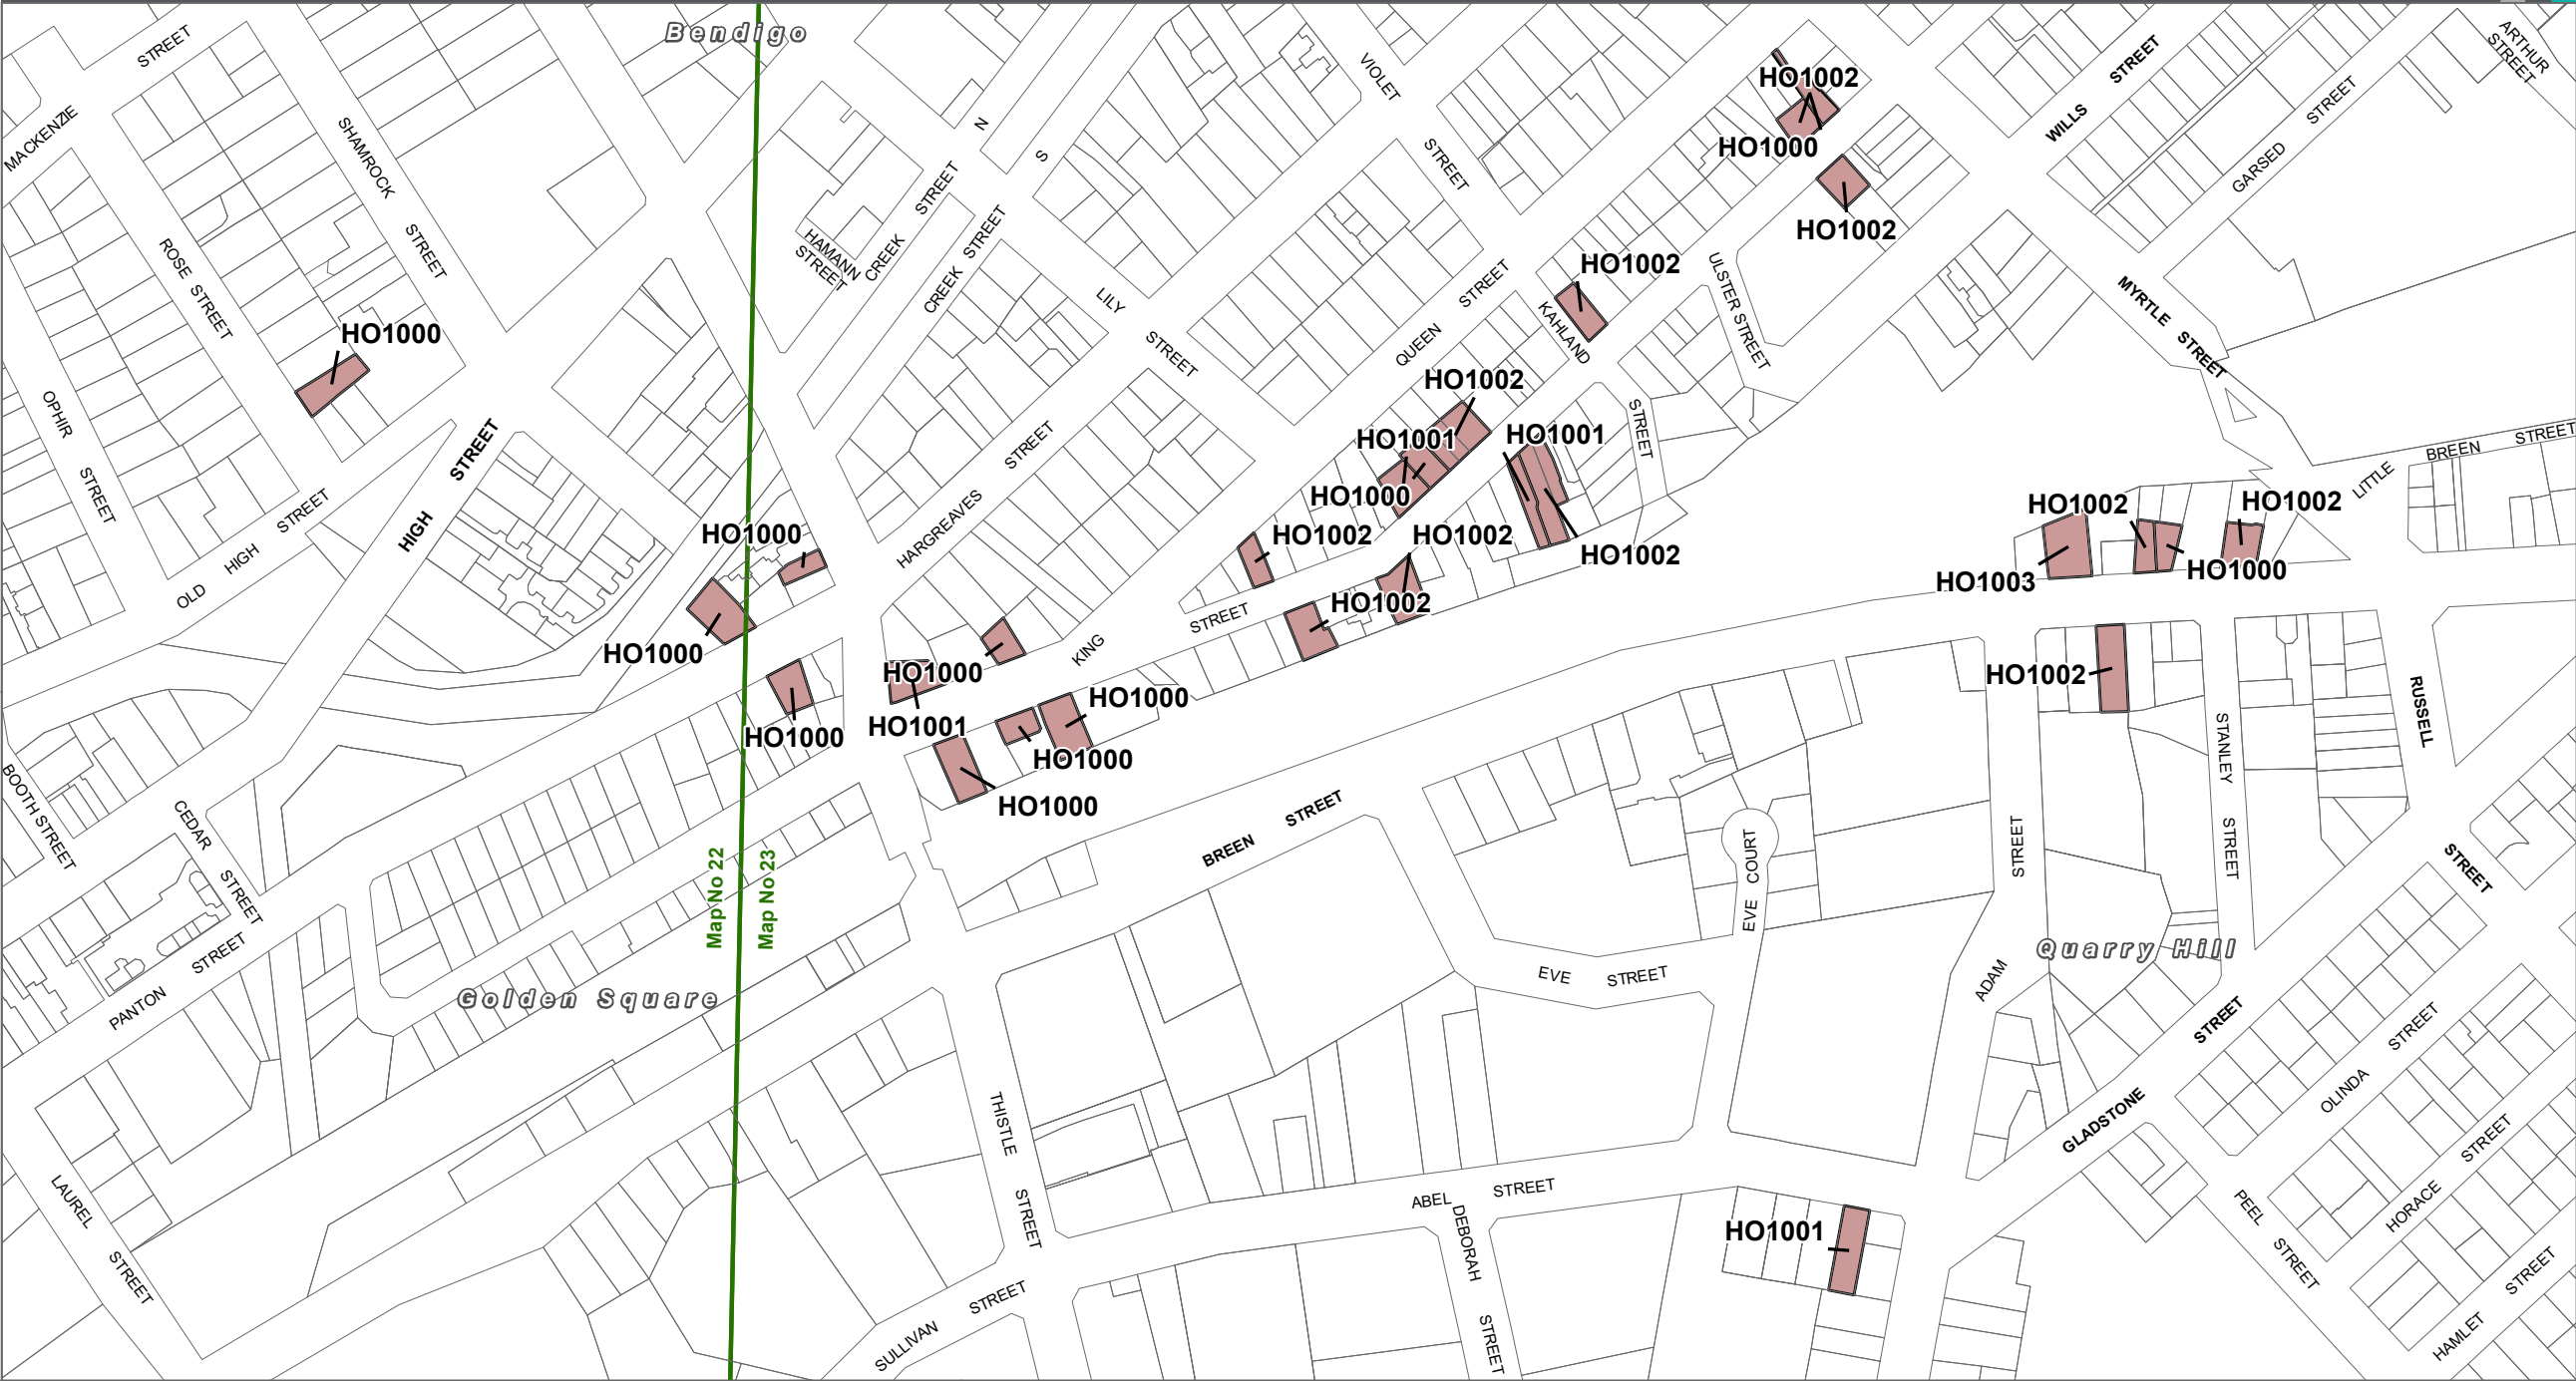 Bendigo
STREET
MACKENZIE
SHAMROCK
STREET
ROSE STREET
HO1000
OPHIR
STREET
OLD HIGH STREET
HIGH STREET
HAMANN
STREET
CREEK STREET N
CREEK STREET S
LILY
STREET
VIOLET
STREET
HO1002
HO1000
HO1002
WILLS STREET
GARSED STREET
ARTHUR
STREET
HO1002
ULSTER STREET
MYRTLE STREET
QUEEN STREET
KAHLAND
STREET
HO1002
HO1001
HO1001
HO1000
HO1002
HO1002
HO1002
HO1002
HARGREAVES STREET
KING
STREET
HO1000
HO1000
HO1000
HO1001
HO1000
HO1000
HO1000
HO1000
HO1002
HO1002
HO1003
HO1000
HO1002
LITTLE
BREEN STREET
RUSSELL
STREET
STANLEY STREET
BREEN STREET
EVE COURT
EVE STREET
ADAM
STREET
Quarry Hill
GLADSTONE STREET
OLINDA STREET
HORACE STREET
HAMLET STREET
PEEL
STREET
BOOTH STREET
CEDAR
STREET
PANTON STREET
Golden Square
Map No 22
Map No 23
LAUREL
STREET
THISTLE
STREET
ABEL STREET
DEBORAH
STREET
SULLIVAN STREET
HO1001